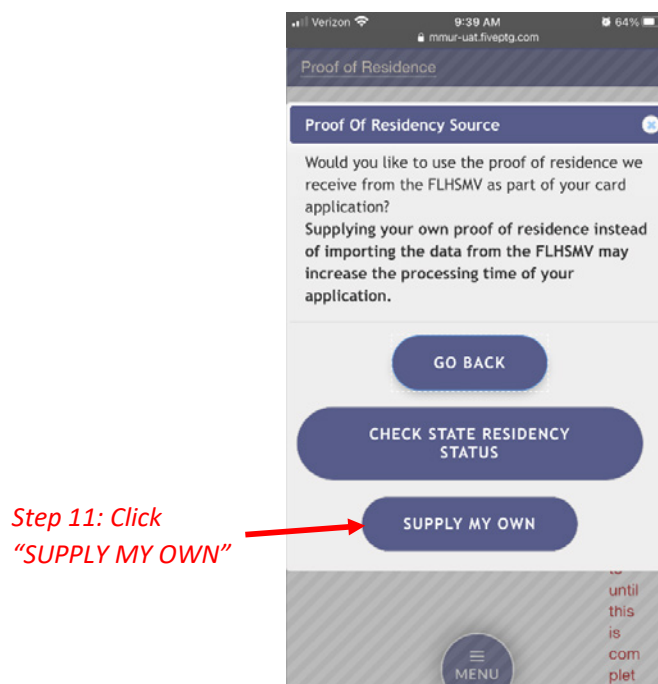 Verizon
9:39 AM
64%
mmur-uat.fiveptg.com
Proof of Residence
Proof Of Residency Source
Would you like to use the proof of residence we
receive from the FLHSMV as part of your card
application?
Supplying your own proof of residence instead
of importing the data from the FLHSMV may
increase the processing time of your
application.
GO BACK
CHECK STATE RESIDENCY
STATUS
Step 11: Click
“SUPPLY MY OWN”
SUPPLY MY OWN
until
this
is
com
plet
MENU